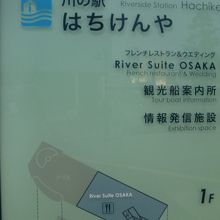 川の駅 Riverside Station Hachike
はちけんや
フレンチレストラン&ウエディング
River Suite OSAKA
French restaurant & Wedding
観光船案内所
Tour boat information
情報発信施設
Exhibition space
1F
River Suite OSAKA